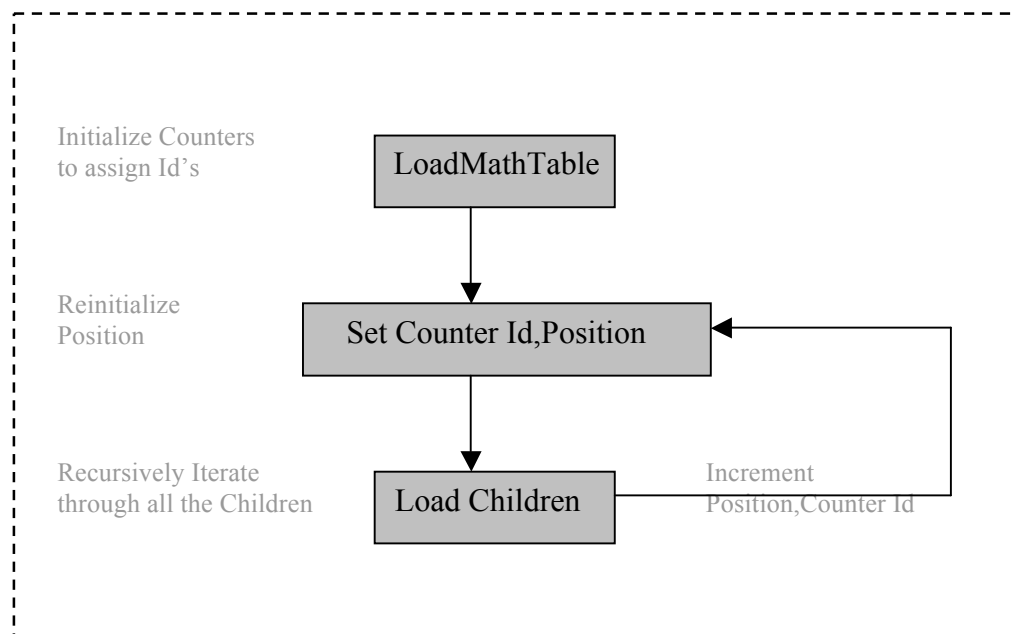 Initialize Counters
to assign Id’s
LoadMathTable
Reinitialize
Position
Set Counter Id,Position
Recursively Iterate
through all the Children
Load Children
Increment
Position,Counter Id